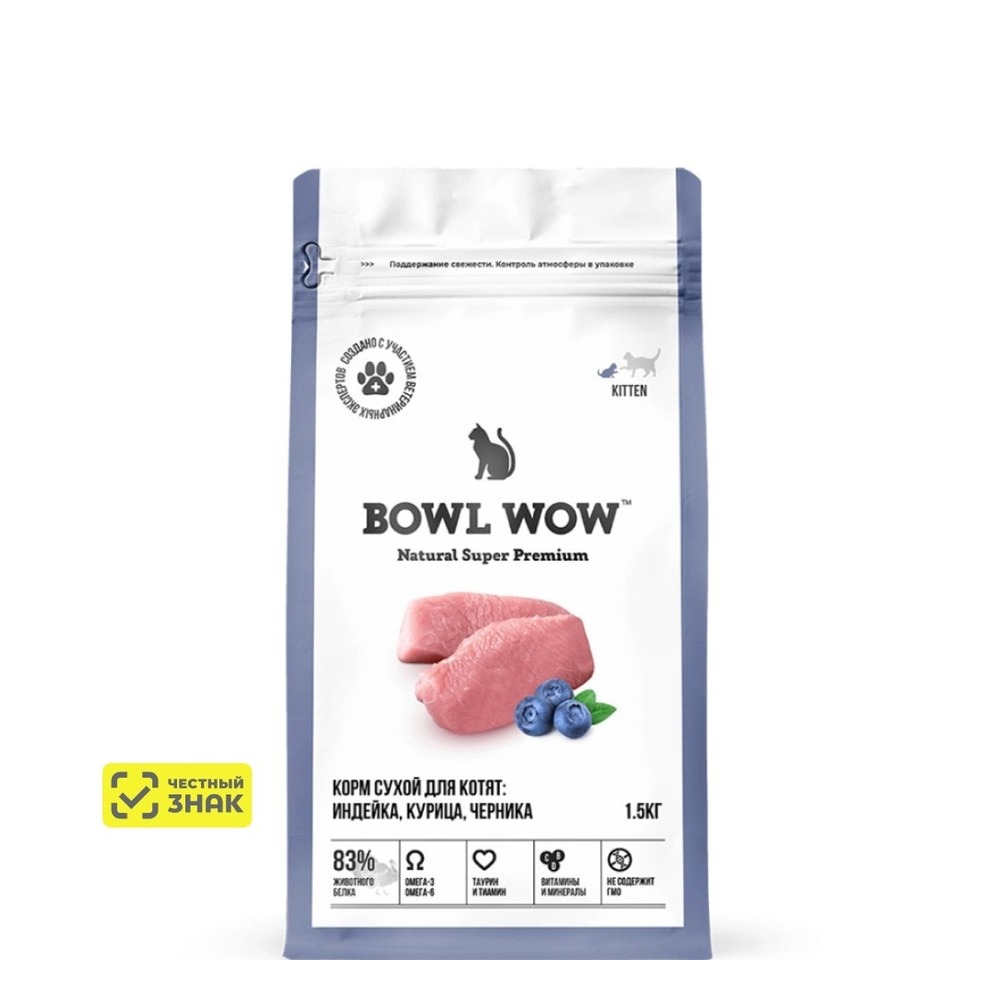 >>> Поддержание свежести. Контроль атмосферы в упаковке
СОЗДАНО С УЧАСТИЕМ ВЕТЕРИНАРНЫХ ЭКСПЕРТОВ
KITTEN
BOWL WOW™
Natural Super Premium
КОРМ СУХОЙ ДЛЯ КОТЯТ:
ИНДЕЙКА, КУРИЦА, ЧЕРНИКА
1.5КГ
83%
ЖИВОТНОГО
БЕЛКА
ОМЕГА-3
ОМЕГА-6
ТАУРИН
И ТИАМИН
C B D
ВИТАМИНЫ
И МИНЕРАЛЫ
НЕ СОДЕРЖИТ
ГМО
ЧЕСТНЫЙ
ЗНАК